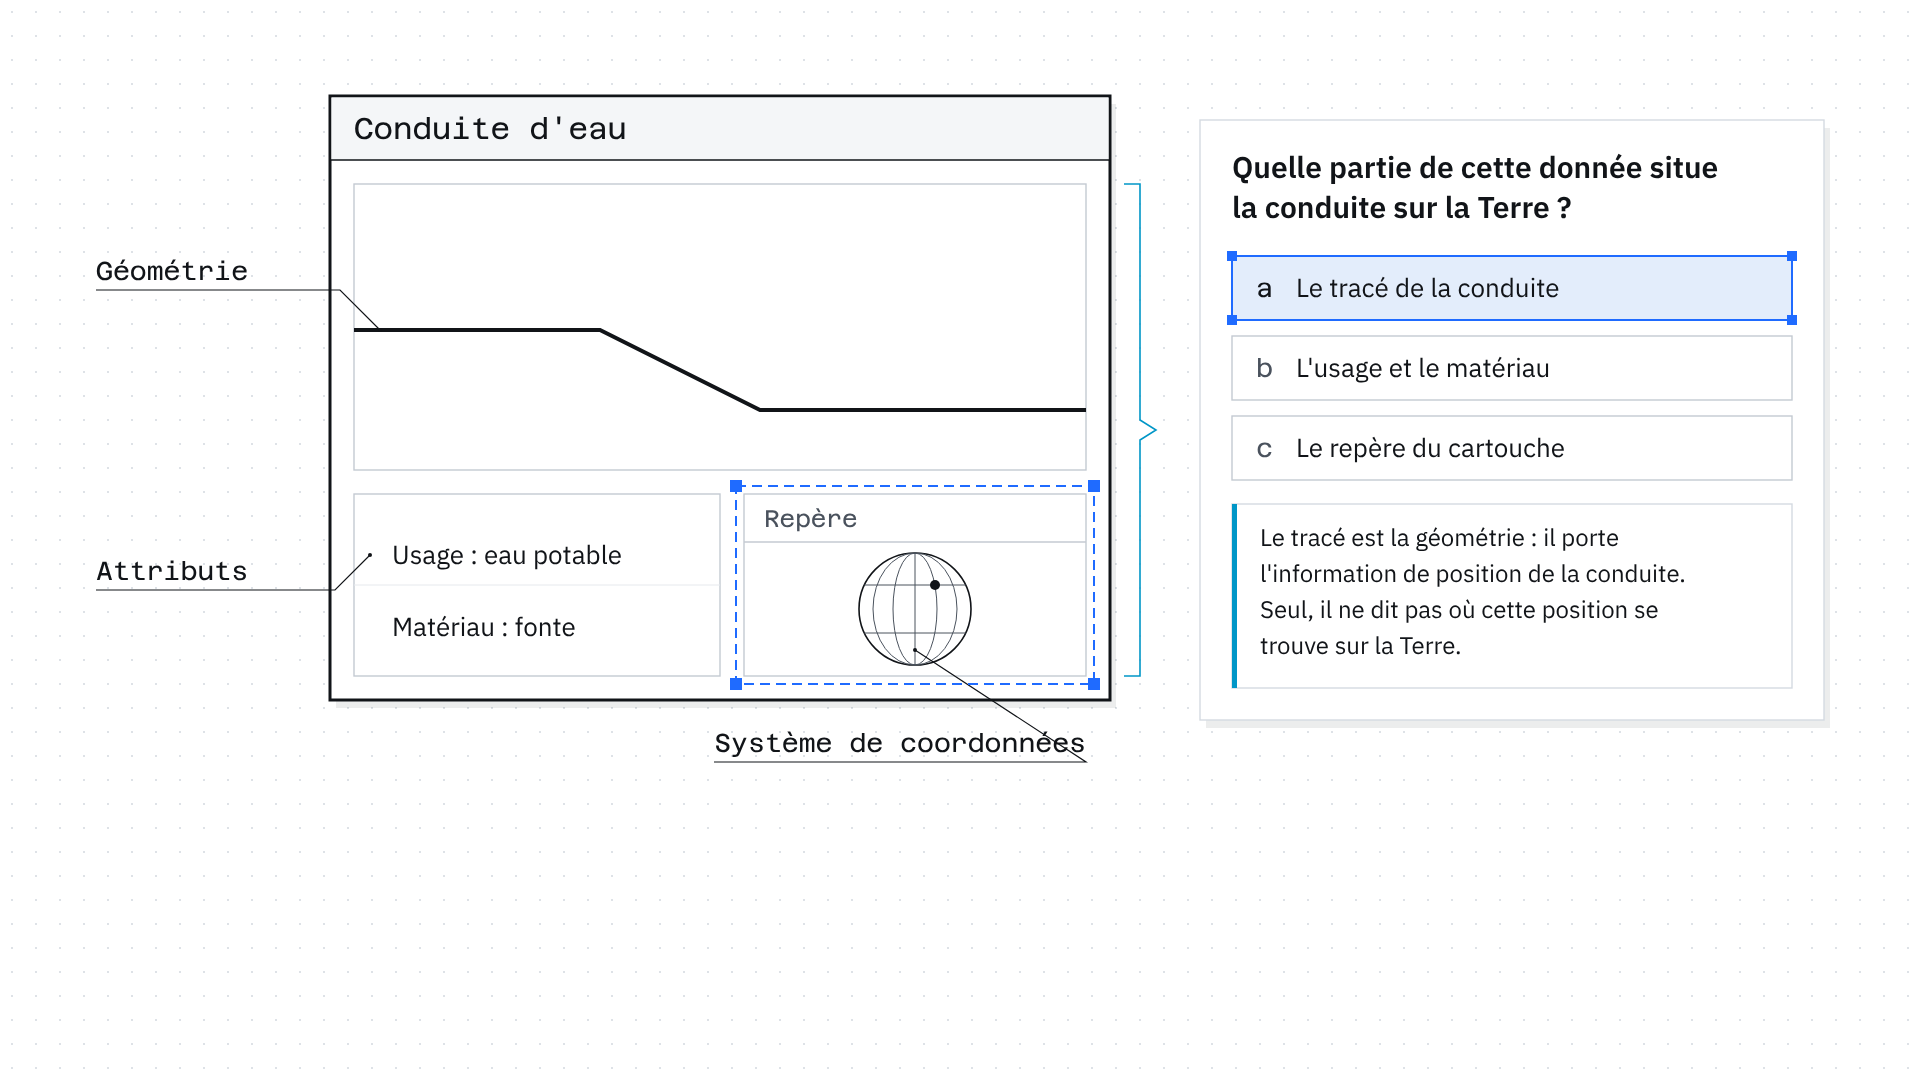 Conduite d'eau
Géométrie
Attributs
Usage : eau potable
Matériau : fonte
Repère
Système de coordonnées
Quelle partie de cette donnée situe
la conduite sur la Terre ?
a Le tracé de la conduite
b L'usage et le matériau
c Le repère du cartouche
Le tracé est la géométrie : il porte
l'information de position de la conduite.
Seul, il ne dit pas où cette position se
trouve sur la Terre.